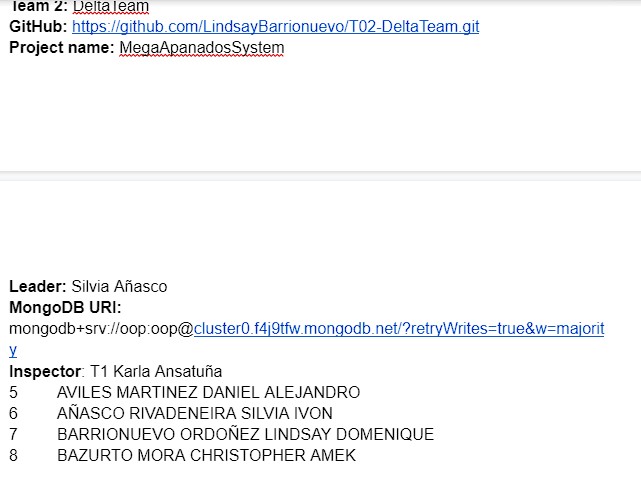 Team 2: DeltaTeam
GitHub: https://github.com/LindsayBarrionuevo/T02-DeltaTeam.git
Project name: MegaApanadosSystem
Leader: Silvia Añasco
MongoDB URI:
mongodb+srv://oop:oop@cluster0.f4j9tfw.mongodb.net/?retryWrites=true&w=majorit
y
Inspector: T1 Karla Ansatuña
5 AVILES MARTINEZ DANIEL ALEJANDRO
6 AÑASCO RIVADENEIRA SILVIA IVON
7 BARRIONUEVO ORDOÑEZ LINDSAY DOMENIQUE
8 BAZURTO MORA CHRISTOPHER AMEK